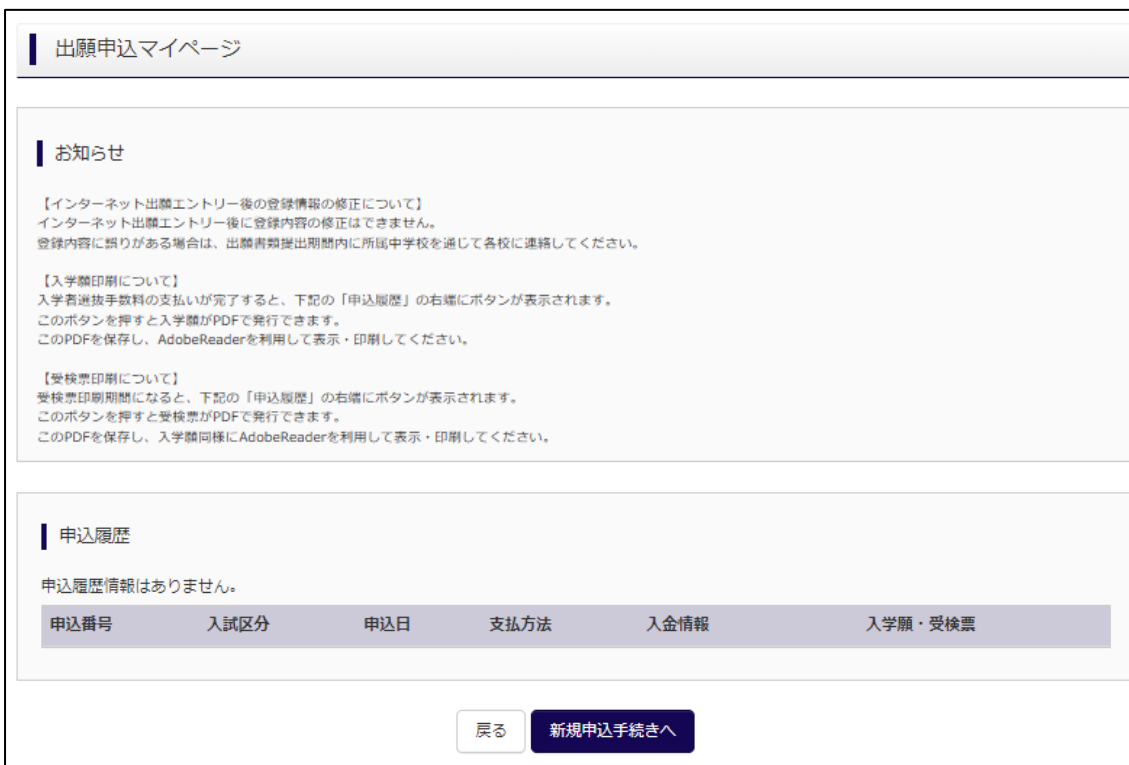 出願申込マイページ
お知らせ
【インターネット出願エントリー後の登録情報の修正について】
インターネット出願エントリー後に登録内容の修正はできません。
登録内容に誤りがある場合は、出願書類提出期間内に所属中学校を通じて各校に連絡してください。
【入学願印刷について】
入学者選抜手数料の支払いが完了すると、下記の「申込履歴」の右端にボタンが表示されます。
このボタンを押すと入学願がPDFで発行できます。
このPDFを保存し、AdobeReaderを利用して表示・印刷してください。
【受検票印刷について】
受検票印刷期間になると、下記の「申込履歴」の右端にボタンが表示されます。
このボタンを押すと受検票がPDFで発行できます。
このPDFを保存し、入学願同様にAdobeReaderを利用して表示・印刷してください。
申込履歴
申込履歴情報はありません。
申込番号 入試区分 申込日 支払方法 入金情報 入学願・受検票
戻る 新規申込手続きへ